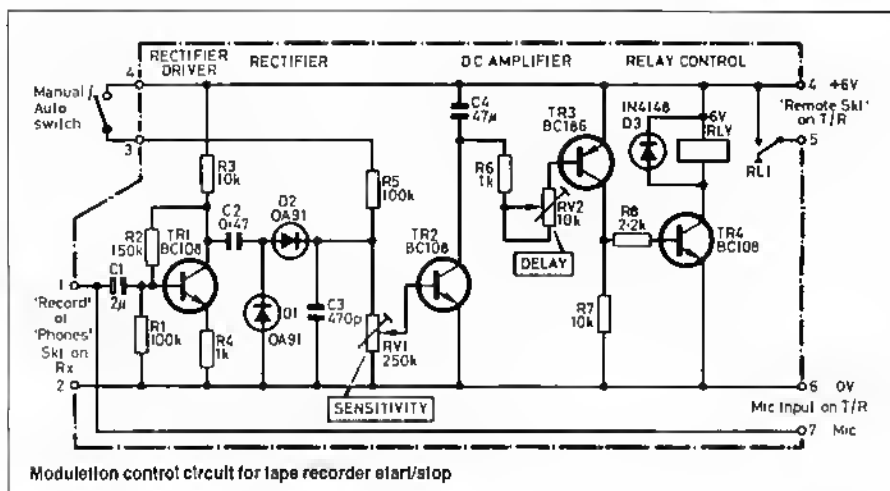 RECTIFIER DRIVER
RECTIFIER
DC AMPLIFIER
RELAY CONTROL
Manual/
Auto
switch
4
3
4 +6V
'Remote Skt'
on T/R
5
C4
47μ
TR3
BC186
IN4148
D3
6V
RLY
RL1
R3
10k
R5
100k
R6
1k
RV2
10k
DELAY
C2
0·47
D2
OA91
TR1
BC108
R2
150k
TR2
BC108
R8
2·2k
TR4
BC108
1
C1
2μ
'Record'
or
'Phones'
Skt on
Rx
R1
100k
R4
1k
D1
OA91
C3
470p
RV1
250k
R7
10k
2
SENSITIVITY
6 0V
Mic Input on T/R
7 Mic
Moduletion control circuit for tape recorder start/stop